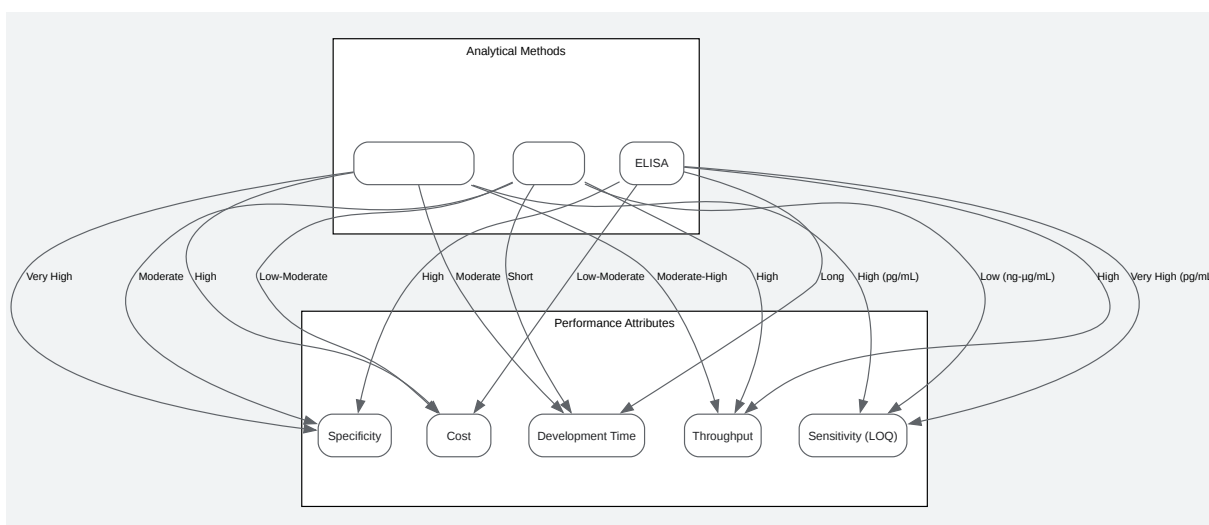 Analytical Methods
ELISA
Very High
Moderate
High
Low-Moderate
High
Moderate
Short
Low-Moderate
Moderate-High
High
Long
High (pg/mL)
Low (ng-µg/mL)
High
Very High (pg/mL
Performance Attributes
Specificity
Cost
Development Time
Throughput
Sensitivity (LOQ)